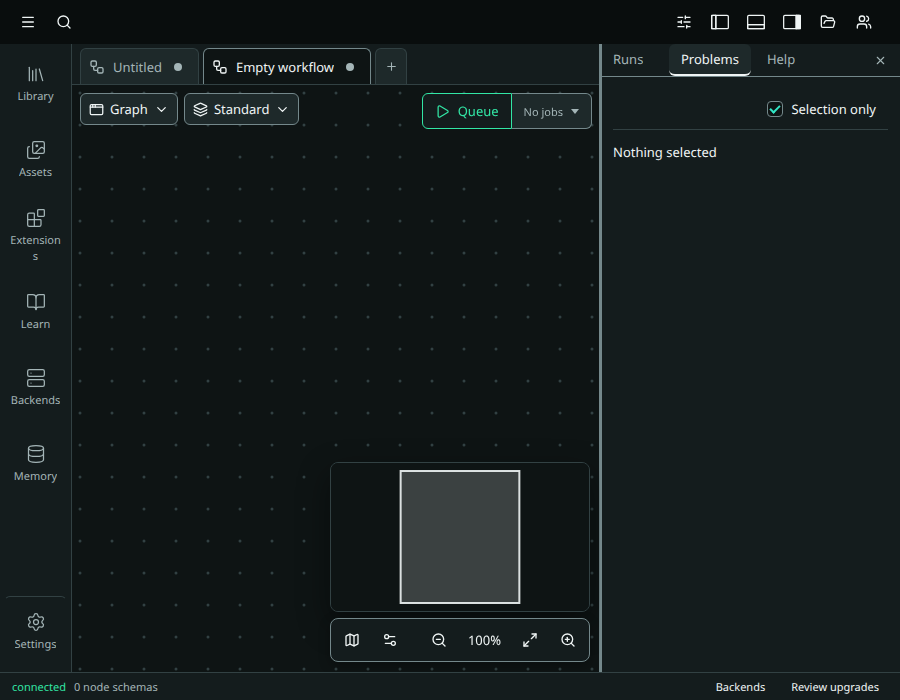 Untitled
Empty workflow
Runs
Problems
Help
Library
Assets
Extension
s
Learn
Backends
Memory
Settings
Graph
Standard
Queue
No jobs
Selection only
Nothing selected
100%
connected
0 node schemas
Backends
Review upgrades